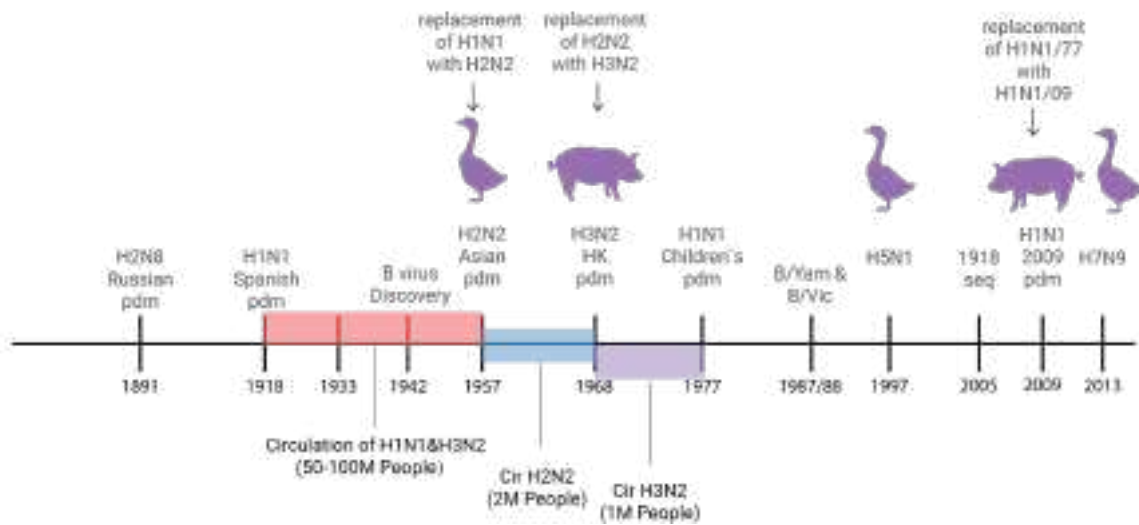 replacement
of H1N1
with H2N2
replacement
of H2N2
with H3N2
replacement
of H1N1/77
with
H1N1/09
H2N8
Russian
pdm
H1N1
Spanish
pdm
B virus
Discovery
H2N2
Asian
pdm
H3N2
HK
pdm
H1N1
Children's
pdm
B/Yam &
B/Vic
H5N1
1918
seq
H1N1
2009
pdm
H7N9
1891
1918
1933
1942
1957
1968
1977
1987/88
1997
2005
2009
2013
Circulation of H1N1&H3N2
(50-100M People)
Cir H2N2
(2M People)
Cir H3N2
(1M People)